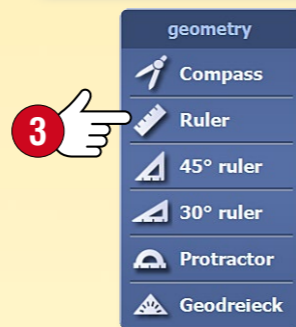 geometry
Compass
3
Ruler
45° ruler
30° ruler
Protractor
Geodreieck